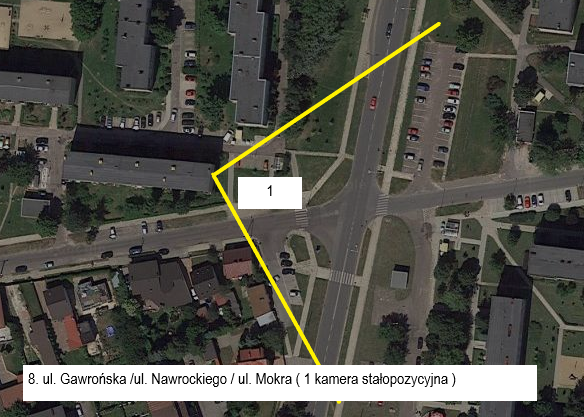 1
8. ul. Gawrońska /ul. Nawrockiego / ul. Mokra ( 1 kamera stałopozycyjna )